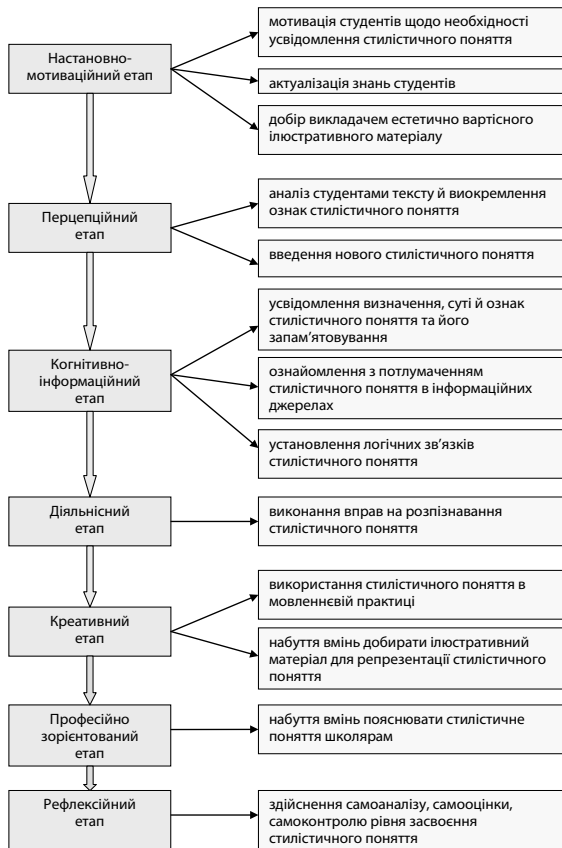 Настановно-
мотиваційний етап
мотивація студентів щодо необхідності
усвідомлення стилістичного поняття
актуалізація знань студентів
добір викладачем естетично вартісного
ілюстративного матеріалу
Перцепційний
етап
аналіз студентами тексту й виокремлення
ознак стилістичного поняття
введення нового стилістичного поняття
Когнітивно-
інформаційний
етап
усвідомлення визначення, суті й ознак
стилістичного поняття та його
запам’ятовування
ознайомлення з потлумаченням
стилістичного поняття в інформаційних
джерелах
установлення логічних зв’язків
стилістичного поняття
Діяльнісний
етап
виконання вправ на розпізнавання
стилістичного поняття
Креативний
етап
використання стилістичного поняття в
мовленнєвій практиці
набуття вмінь добирати ілюстративний
матеріал для репрезентації стилістичного
поняття
Професійно
зорієнтований
етап
набуття вмінь пояснювати стилістичне
поняття школярам
Рефлексійний
етап
здійснення самоаналізу, самооцінки,
самоконтролю рівня засвоєння
стилістичного поняття